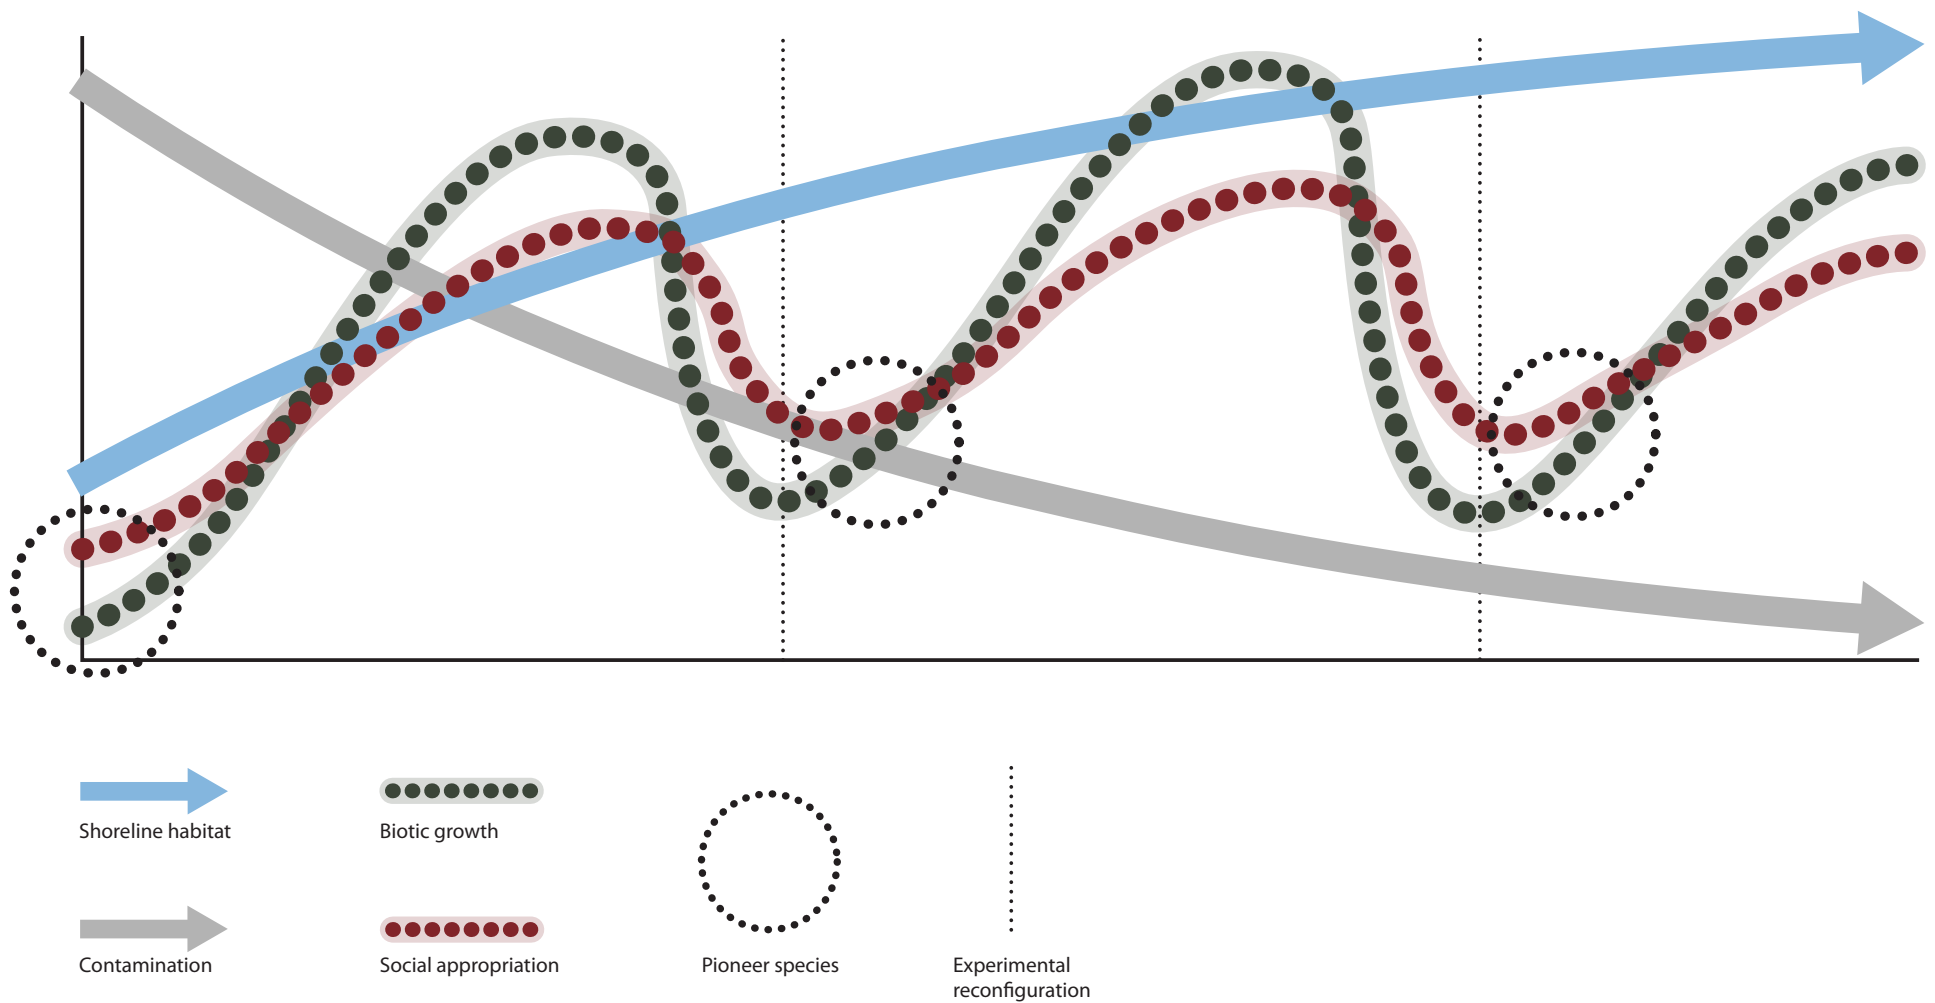 Shoreline habitat
Biotic growth
Contamination
Social appropriation
Pioneer species
Experimental
reconfiguration